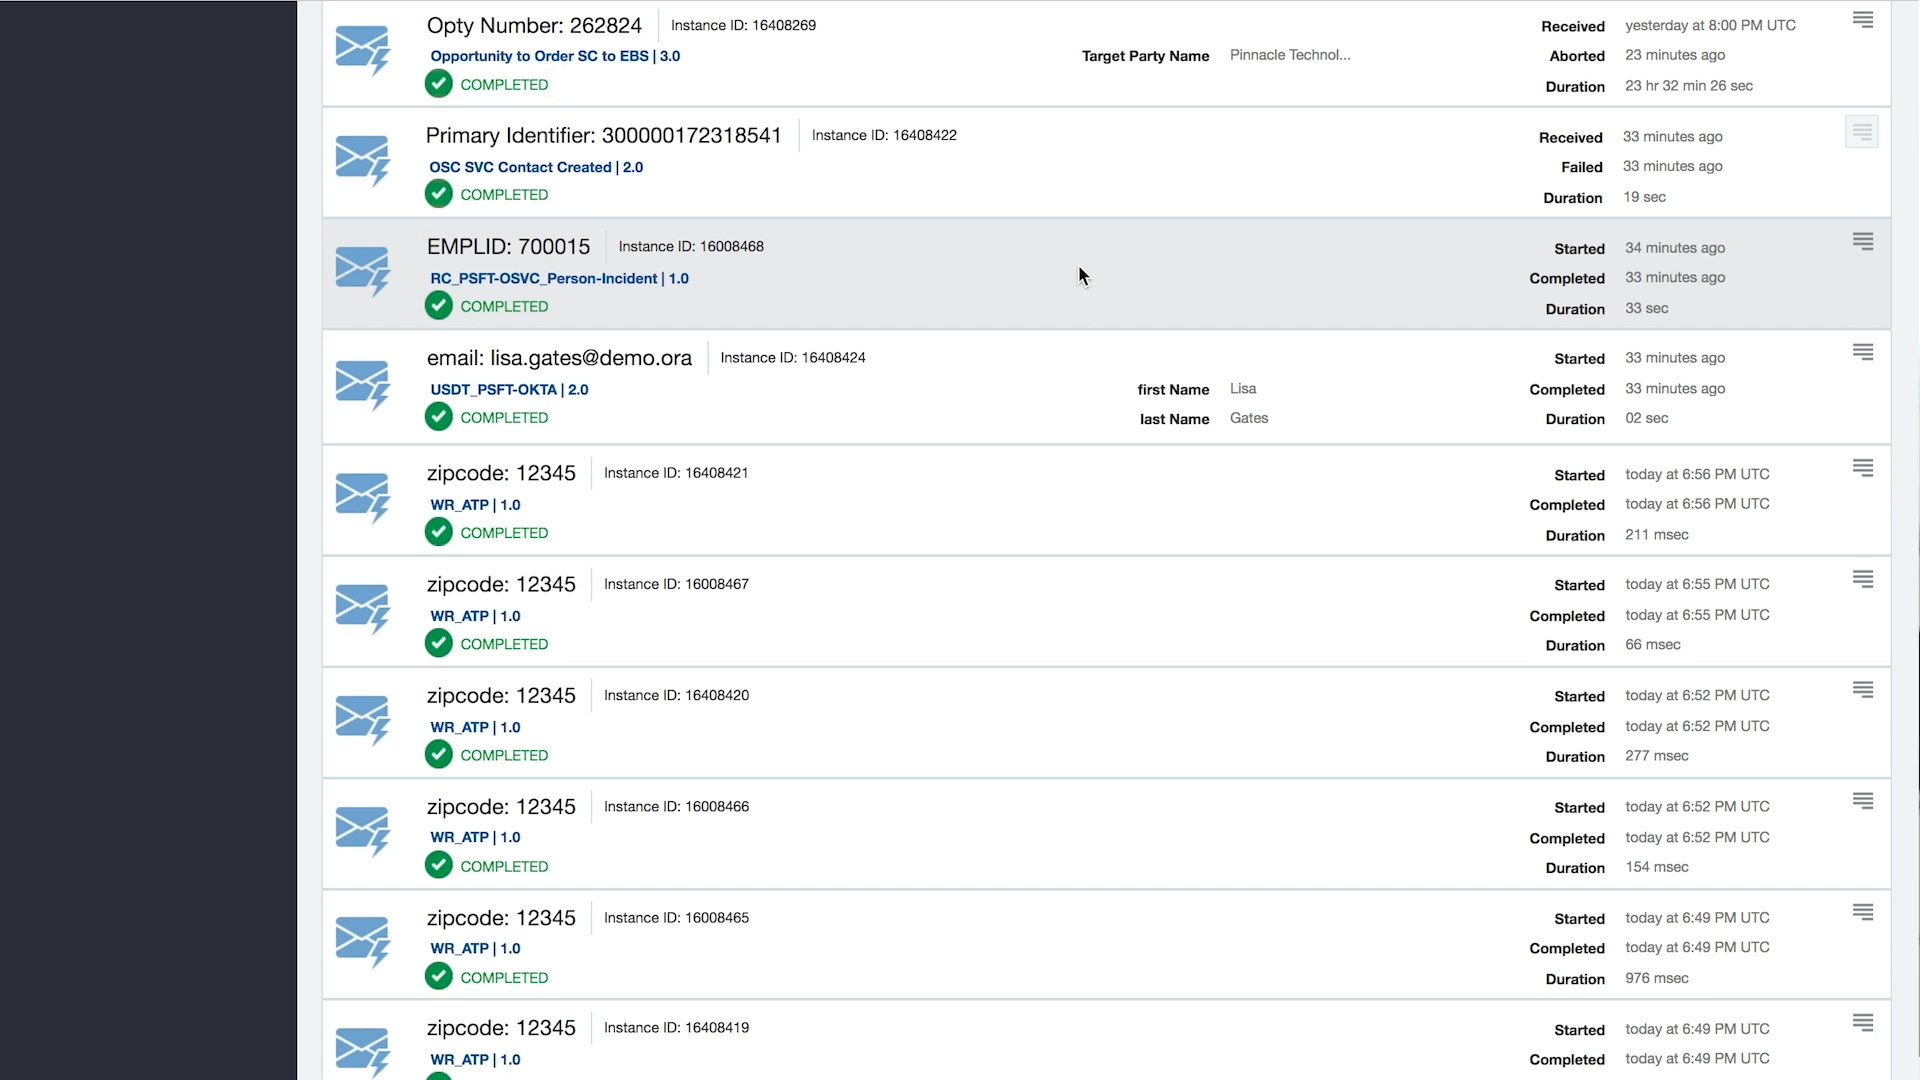 Opty Number: 262824 Instance ID: 16408269 Received yesterday at 8:00 PM UTC
Opportunity to Order SC to EBS | 3.0 Target Party Name Pinnacle Technol... Aborted 23 minutes ago
COMPLETED Duration 23 hr 32 min 26 sec
Primary Identifier: 300000172318541 Instance ID: 16408422 Received 33 minutes ago
OSC SVC Contact Created | 2.0 Failed 33 minutes ago
COMPLETED Duration 19 sec
EMPLID: 700015 Instance ID: 16008468 Started 34 minutes ago
RC_PSFT-OSVC_Person-Incident | 1.0 Completed 33 minutes ago
COMPLETED Duration 33 sec
email: lisa.gates@demo.ora Instance ID: 16408424 Started 33 minutes ago
USDT_PSFT-OKTA | 2.0 first Name Lisa Completed 33 minutes ago
COMPLETED last Name Gates Duration 02 sec
zipcode: 12345 Instance ID: 16408421 Started today at 6:56 PM UTC
WR_ATP | 1.0 Completed today at 6:56 PM UTC
COMPLETED Duration 211 msec
zipcode: 12345 Instance ID: 16008467 Started today at 6:55 PM UTC
WR_ATP | 1.0 Completed today at 6:55 PM UTC
COMPLETED Duration 66 msec
zipcode: 12345 Instance ID: 16408420 Started today at 6:52 PM UTC
WR_ATP | 1.0 Completed today at 6:52 PM UTC
COMPLETED Duration 277 msec
zipcode: 12345 Instance ID: 16008466 Started today at 6:52 PM UTC
WR_ATP | 1.0 Completed today at 6:52 PM UTC
COMPLETED Duration 154 msec
zipcode: 12345 Instance ID: 16008465 Started today at 6:49 PM UTC
WR_ATP | 1.0 Completed today at 6:49 PM UTC
COMPLETED Duration 976 msec
zipcode: 12345 Instance ID: 16408419 Started today at 6:49 PM UTC
WR_ATP | 1.0 Completed today at 6:49 PM UTC